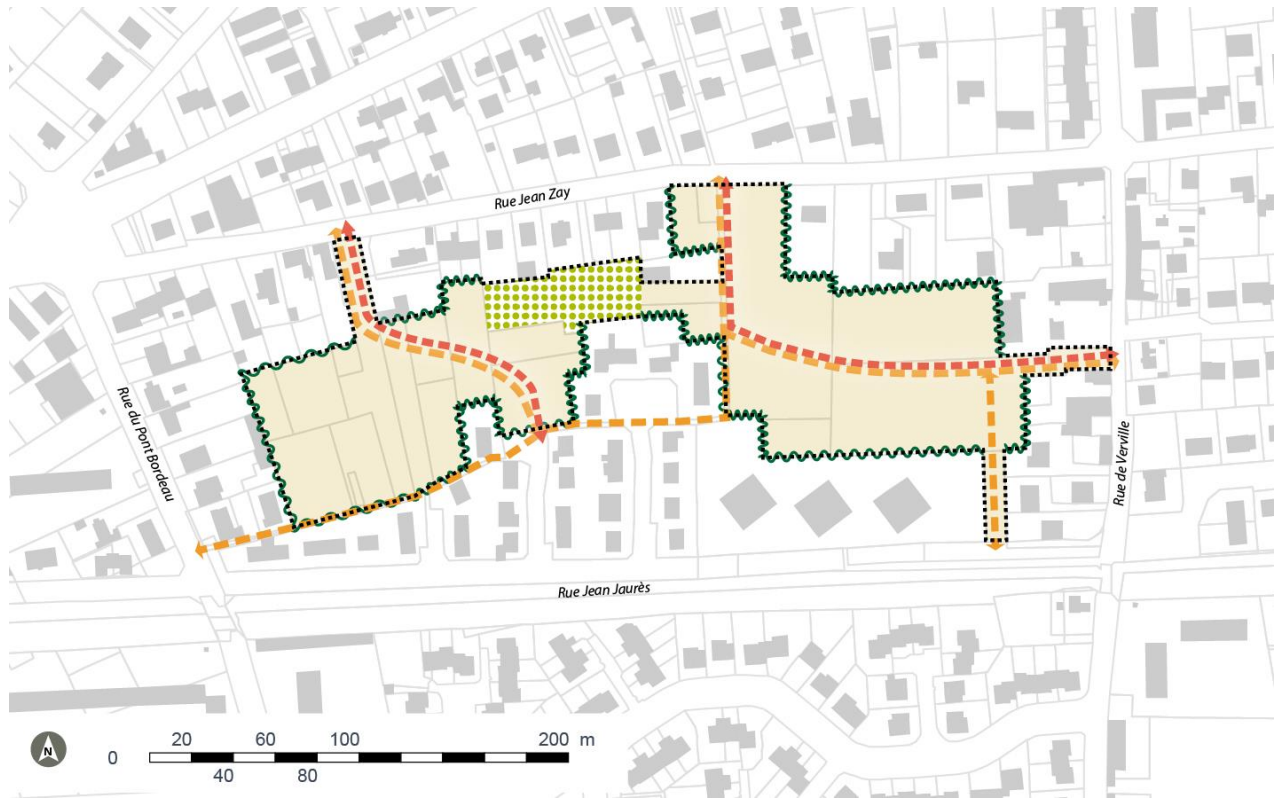 Rue Jean Zay
Rue du Pont Bordeau
Rue de Verville
Rue Jean Jaurès
N
0 20 60 100 200 m
40 80